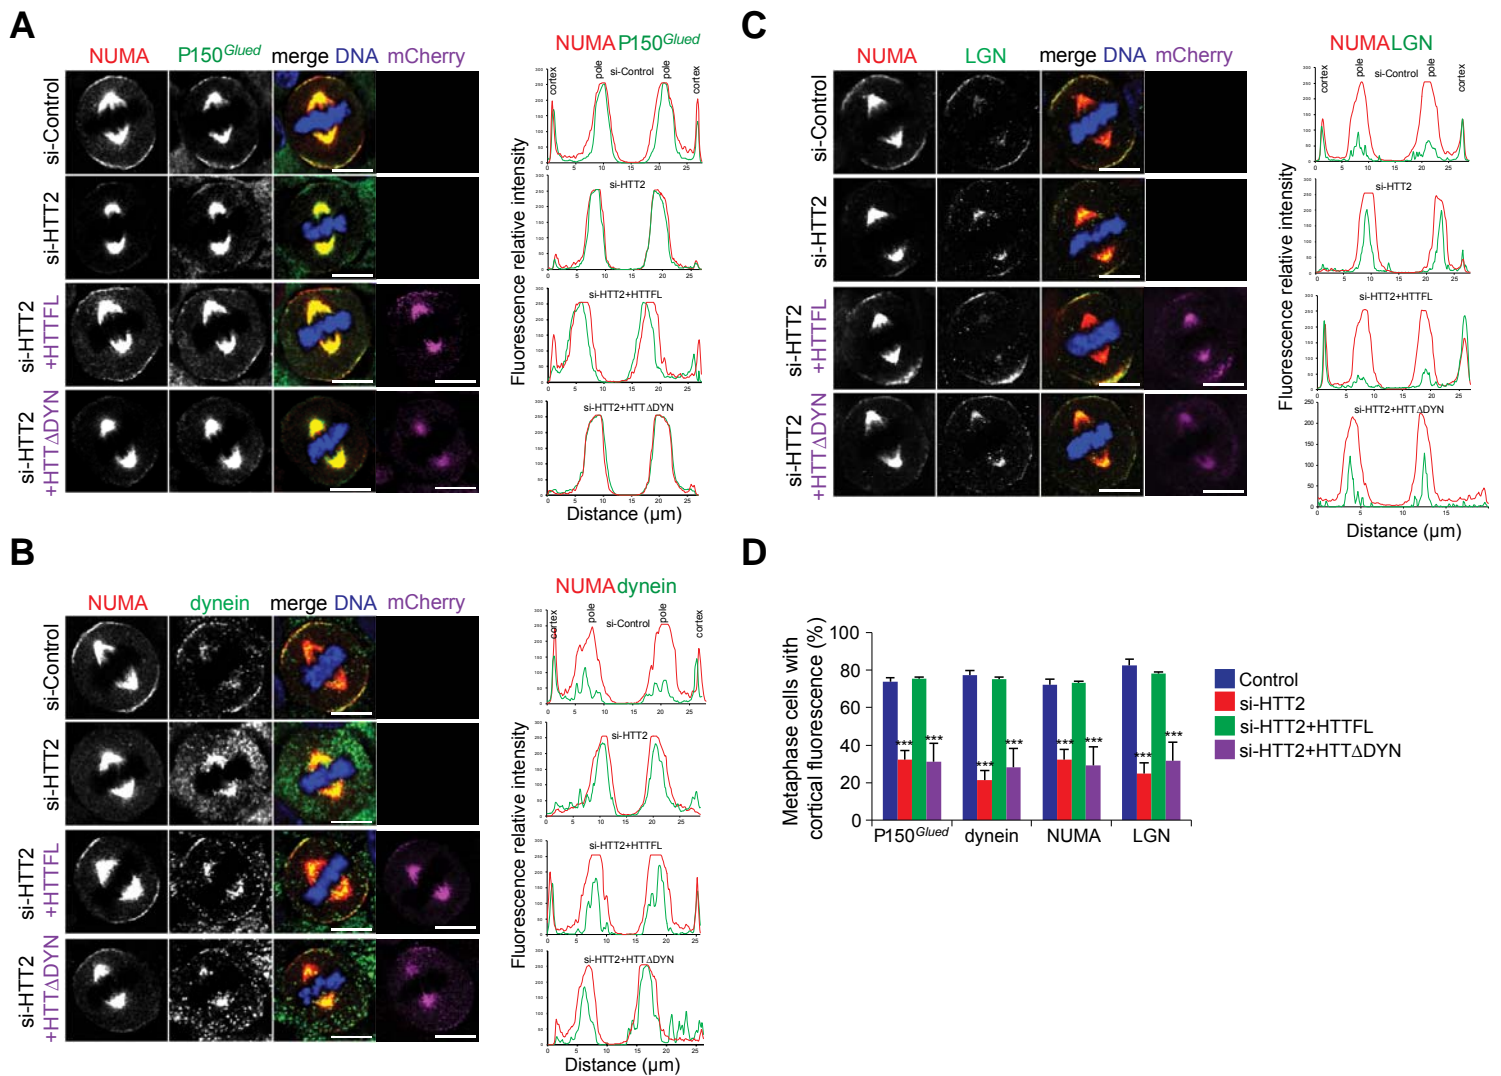 A
NUMA P150Glued merge DNA mCherry
si-Control
si-HTT2
si-HTT2
+HTTFL
si-HTT2
+HTTΔDYN
NUMA P150Glued
cortex
pole
si-Control
pole
cortex
si-HTT2
si-HTT2+HTTFL
si-HTT2+HTTΔDYN
Fluorescence relative intensity
Distance (µm)
B
NUMA dynein merge DNA mCherry
si-Control
si-HTT2
si-HTT2
+HTTFL
si-HTT2
+HTTΔDYN
NUMA dynein
cortex
pole
si-Control
pole
cortex
si-HTT2
si-HTT2+HTTFL
si-HTT2+HTTΔDYN
Fluorescence relative intensity
Distance (µm)
C
NUMA LGN merge DNA mCherry
si-Control
si-HTT2
si-HTT2
+HTTFL
si-HTT2
+HTTΔDYN
NUMALGN
cortex
pole
si-Control
pole
cortex
si-HTT2
si-HTT2+HTTFL
si-HTT2+HTTΔDYN
Fluorescence relative intensity
Distance (µm)
D
Metaphase cells with
cortical fluorescence (%)
100
80
60
40
20
0
*** *** *** *** *** *** *** ***
P150Glued dynein NUMA LGN
Control
si-HTT2
si-HTT2+HTTFL
si-HTT2+HTTΔDYN